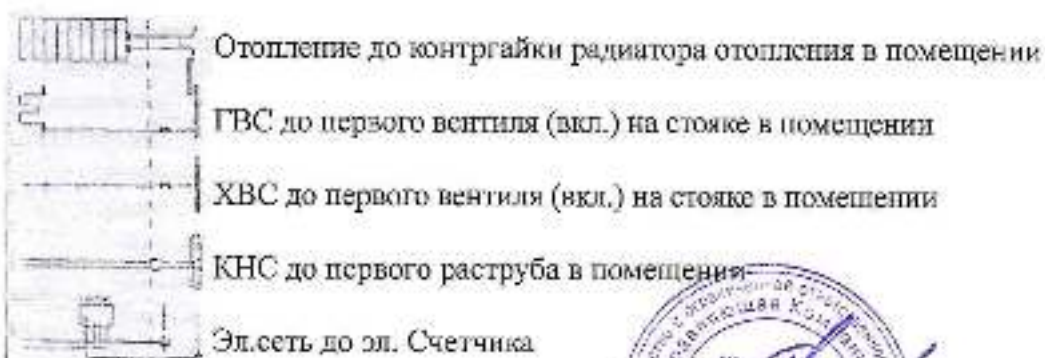 Отопление до контргайки радиатора отопления в помещении
ГВС до первого вентиля (вкл.) на стояке в помещении
ХВС до первого вентиля (вкл.) на стояке в помещении
КНС до первого раструба в помещении
Эл.сеть до эл. Счетчика